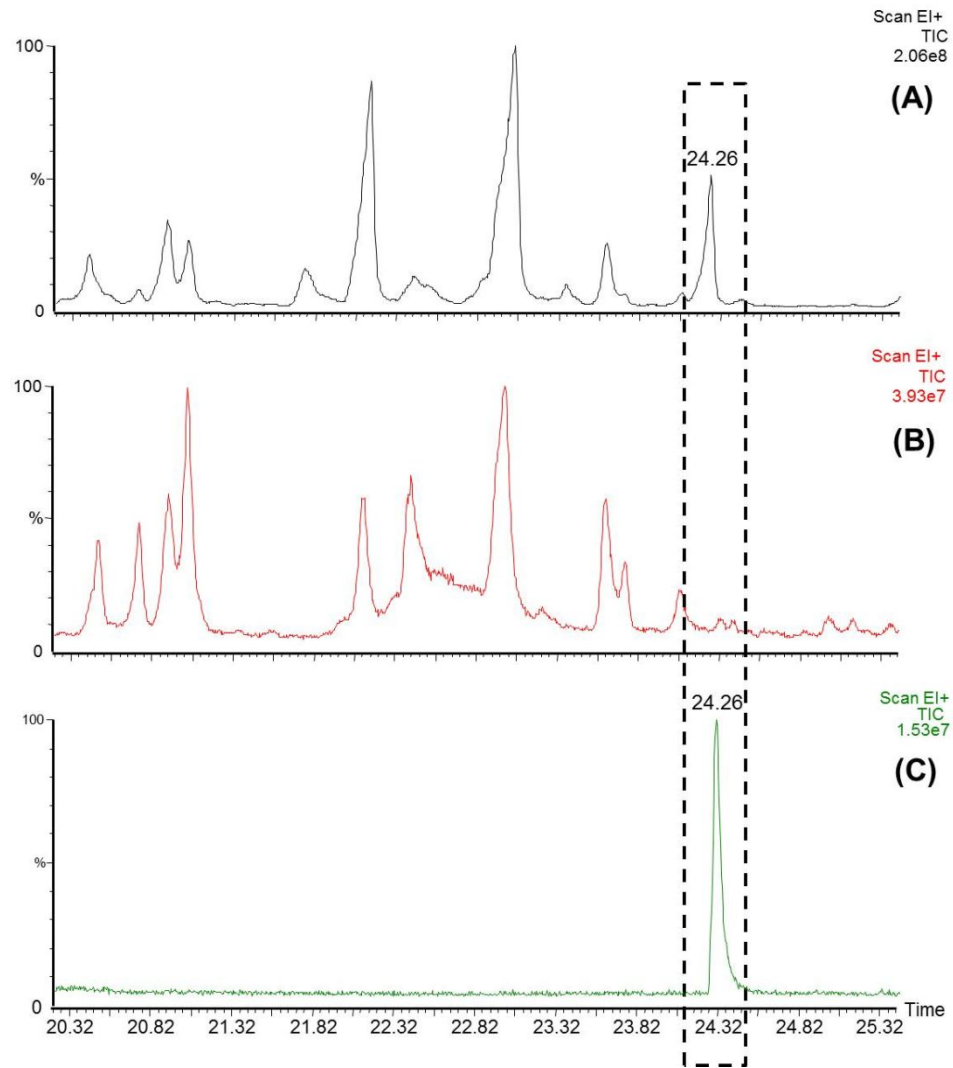 Scan EI+
TIC
2.06e8
(A)
100
%
0
24.26
Scan EI+
TIC
3.93e7
(B)
100
%
0
Scan EI+
TIC
1.53e7
(C)
100
%
0
24.26
20.32 20.82 21.32 21.82 22.32 22.82 23.32 23.82 24.32 24.82 25.32 Time